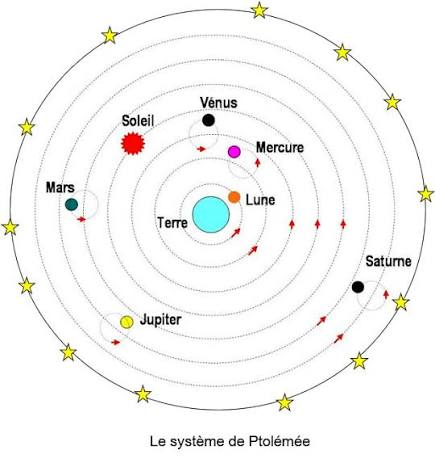 Vénus
Soleil
Mercure
Mars
Lune
Terre
Saturne
Jupiter
Le système de Ptolémée